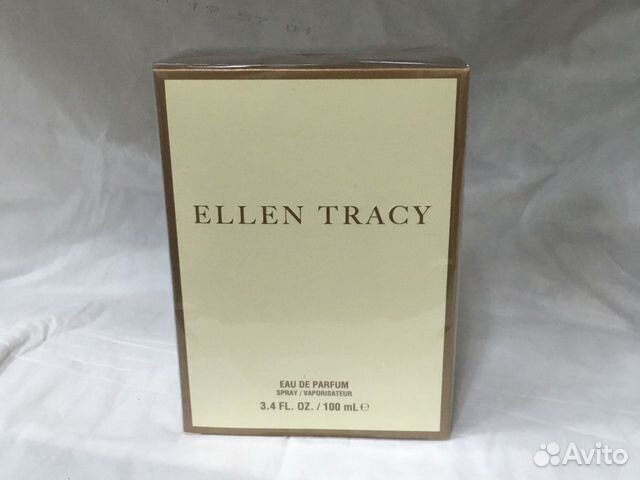 ELLEN TRACY
EAU DE PARFUM
SPRAY / VAPORISATEUR
3.4 FL. OZ. / 100 mL ℮
Avito